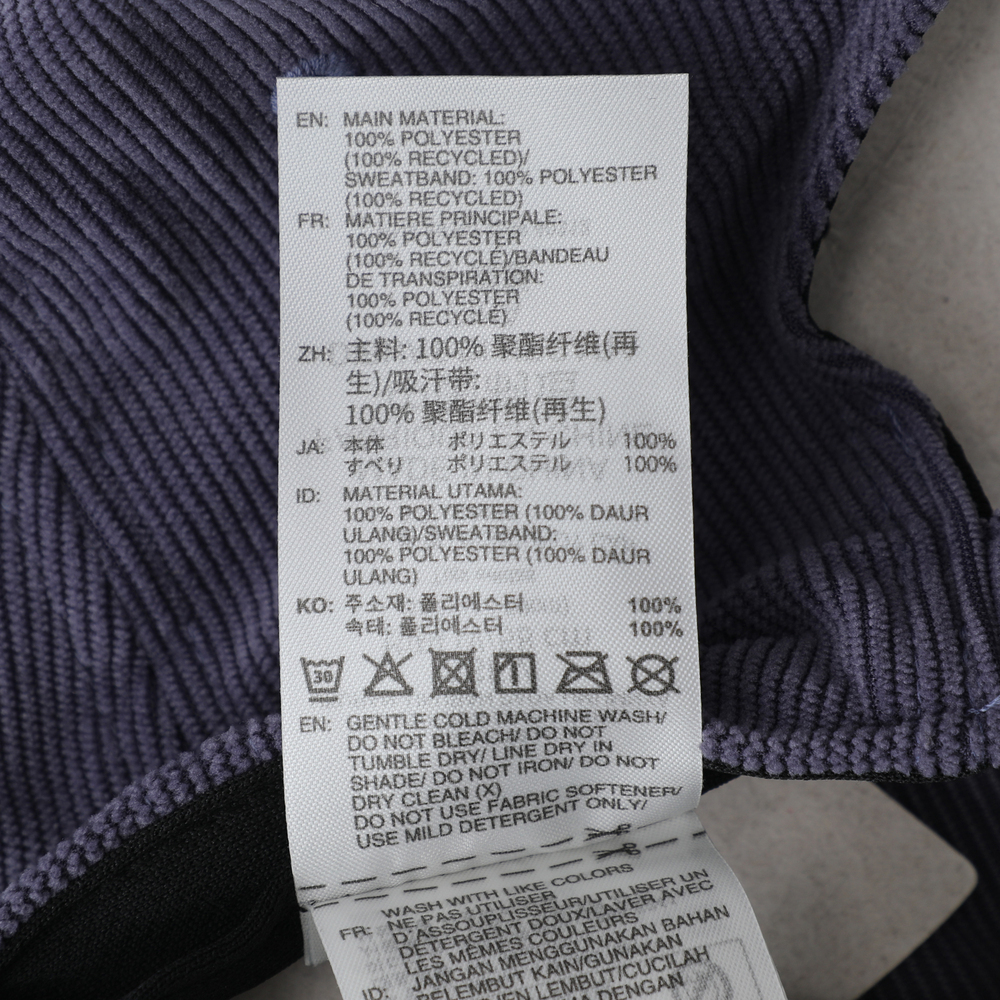 EN: MAIN MATERIAL:
100% POLYESTER
(100% RECYCLED)/
SWEATBAND: 100% POLYESTER
(100% RECYCLED)
FR: MATIERE PRINCIPALE:
100% POLYESTER
(100% RECYCLÉ)/BANDEAU
DE TRANSPIRATION:
100% POLYESTER
(100% RECYCLÉ)
ZH: 主料: 100% 聚酯纤维(再
生)/吸汗带:
100% 聚酯纤维(再生)
JA: 本体 ポリエステル 100%
すべり ポリエステル 100%
ID: MATERIAL UTAMA:
100% POLYESTER (100% DAUR
ULANG)/SWEATBAND:
100% POLYESTER (100% DAUR
ULANG)
KO: 주소재: 폴리에스터 100%
속태: 폴리에스터 100%
30
EN: GENTLE COLD MACHINE WASH/
DO NOT BLEACH/ DO NOT
TUMBLE DRY/ LINE DRY IN
SHADE/ DO NOT IRON/ DO NOT
DRY CLEAN (X)
DO NOT USE FABRIC SOFTENER/
USE MILD DETERGENT ONLY/
WASH WITH LIKE COLORS
FR: NE PAS UTILISER
D'ASSOUPLISSEUR/UTILISER UN
DÉTERGENT DOUX/LAVER AVEC
LES MÊMES COULEURS
ID: JANGAN MENGGUNAKAN BAHAN
PELEMBUT KAIN/GUNAKAN
LEMBUT/CUCILAH
DENGAN